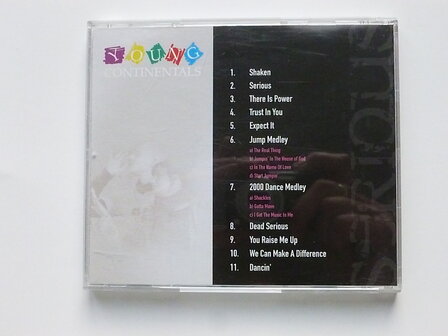 YOUNG
CONTINENTALS
1. Shaken
2. Serious
3. There Is Power
4. Trust In You
5. Expect It
6. Jump Medley
a) The Real Thing
b) Jumpin' In The House of God
c) In The Name Of Love
d) Start Jumpin'
7. 2000 Dance Medley
a) Shackles
b) Gotta Move
c) I Got The Music In Me
8. Dead Serious
9. You Raise Me Up
10. We Can Make A Difference
11. Dancin'